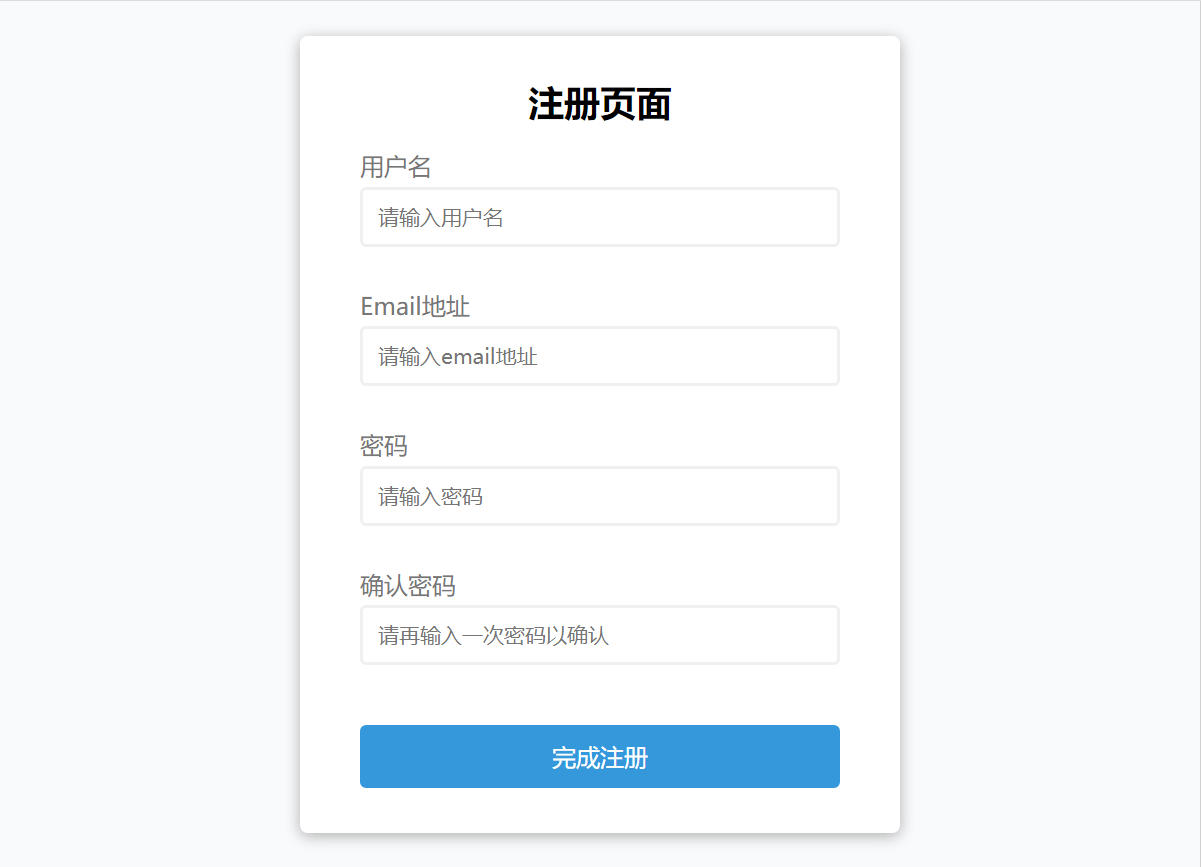 注册页面
用户名
请输入用户名
Email地址
请输入email地址
密码
请输入密码
确认密码
请再输入一次密码以确认
完成注册